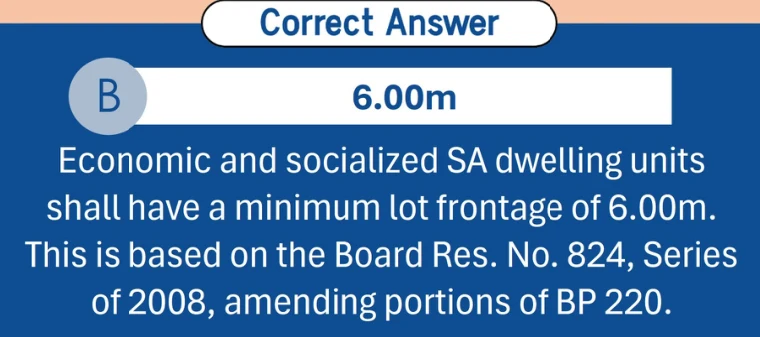 Correct Answer
B
6.00m
Economic and socialized SA dwelling units
shall have a minimum lot frontage of 6.00m.
This is based on the Board Res. No. 824, Series
of 2008, amending portions of BP 220.